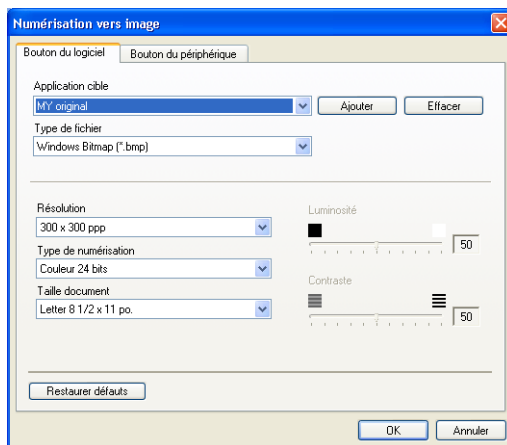 Numérisation vers image
Bouton du logiciel Bouton du périphérique
Application cible
MY original Ajouter Effacer
Type de fichier
Windows Bitmap (*.bmp)
Résolution Luminosité
300 x 300 ppp
50
Type de numérisation
Couleur 24 bits
Contraste
Taille document
Letter 8 1/2 x 11 po.
50
Restaurer défauts
OK Annuler